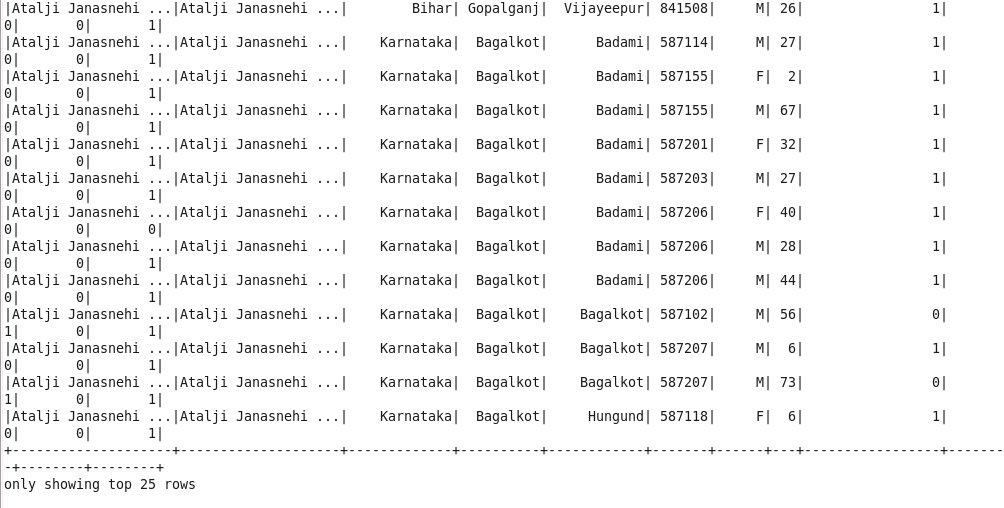 |Atalji Janasnehi ...|Atalji Janasnehi ...|        Bihar| Gopalganj|  Vijayeepur| 841508|     M| 26|                1|
0|       0|       1|
|Atalji Janasnehi ...|Atalji Janasnehi ...|    Karnataka|  Bagalkot|      Badami| 587114|     M| 27|                1|
0|       0|       1|
|Atalji Janasnehi ...|Atalji Janasnehi ...|    Karnataka|  Bagalkot|      Badami| 587155|     F|  2|                1|
0|       0|       1|
|Atalji Janasnehi ...|Atalji Janasnehi ...|    Karnataka|  Bagalkot|      Badami| 587155|     M| 67|                1|
0|       0|       1|
|Atalji Janasnehi ...|Atalji Janasnehi ...|    Karnataka|  Bagalkot|      Badami| 587201|     F| 32|                1|
0|       0|       1|
|Atalji Janasnehi ...|Atalji Janasnehi ...|    Karnataka|  Bagalkot|      Badami| 587203|     M| 27|                1|
0|       0|       1|
|Atalji Janasnehi ...|Atalji Janasnehi ...|    Karnataka|  Bagalkot|      Badami| 587206|     F| 40|                1|
0|       0|       0|
|Atalji Janasnehi ...|Atalji Janasnehi ...|    Karnataka|  Bagalkot|      Badami| 587206|     M| 28|                1|
0|       0|       1|
|Atalji Janasnehi ...|Atalji Janasnehi ...|    Karnataka|  Bagalkot|      Badami| 587206|     M| 44|                1|
0|       0|       1|
|Atalji Janasnehi ...|Atalji Janasnehi ...|    Karnataka|  Bagalkot|    Bagalkot| 587102|     M| 56|                0|
1|       0|       1|
|Atalji Janasnehi ...|Atalji Janasnehi ...|    Karnataka|  Bagalkot|    Bagalkot| 587207|     M|  6|                1|
0|       0|       1|
|Atalji Janasnehi ...|Atalji Janasnehi ...|    Karnataka|  Bagalkot|    Bagalkot| 587207|     M| 73|                0|
1|       0|       1|
|Atalji Janasnehi ...|Atalji Janasnehi ...|    Karnataka|  Bagalkot|     Hungund| 587118|     F|  6|                1|
0|       0|       1|
+--------------------+--------------------+-------------+----------+------------+-------+------+---+-----------------+-------
-+--------+--------+
only showing top 25 rows